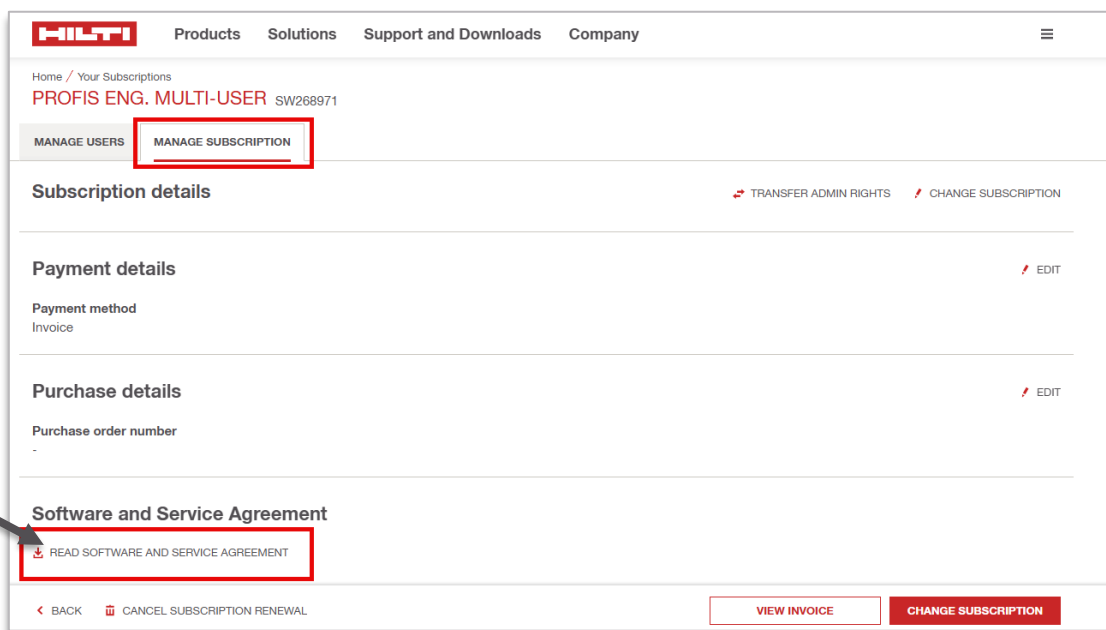 HILTI Products Solutions Support and Downloads Company
Home / Your Subscriptions
PROFIS ENG. MULTI-USER SW268971
MANAGE USERS MANAGE SUBSCRIPTION
Subscription details TRANSFER ADMIN RIGHTS CHANGE SUBSCRIPTION
Payment details EDIT
Payment method
Invoice
Purchase details EDIT
Purchase order number
-
Software and Service Agreement
READ SOFTWARE AND SERVICE AGREEMENT
BACK CANCEL SUBSCRIPTION RENEWAL VIEW INVOICE CHANGE SUBSCRIPTION